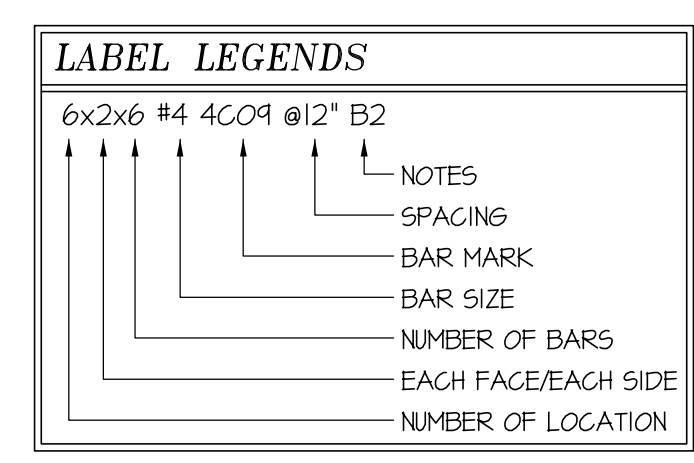 LABEL LEGENDS
6x2x6 #4 4C09 @12" B2
NOTES
SPACING
BAR MARK
BAR SIZE
NUMBER OF BARS
EACH FACE/EACH SIDE
NUMBER OF LOCATION